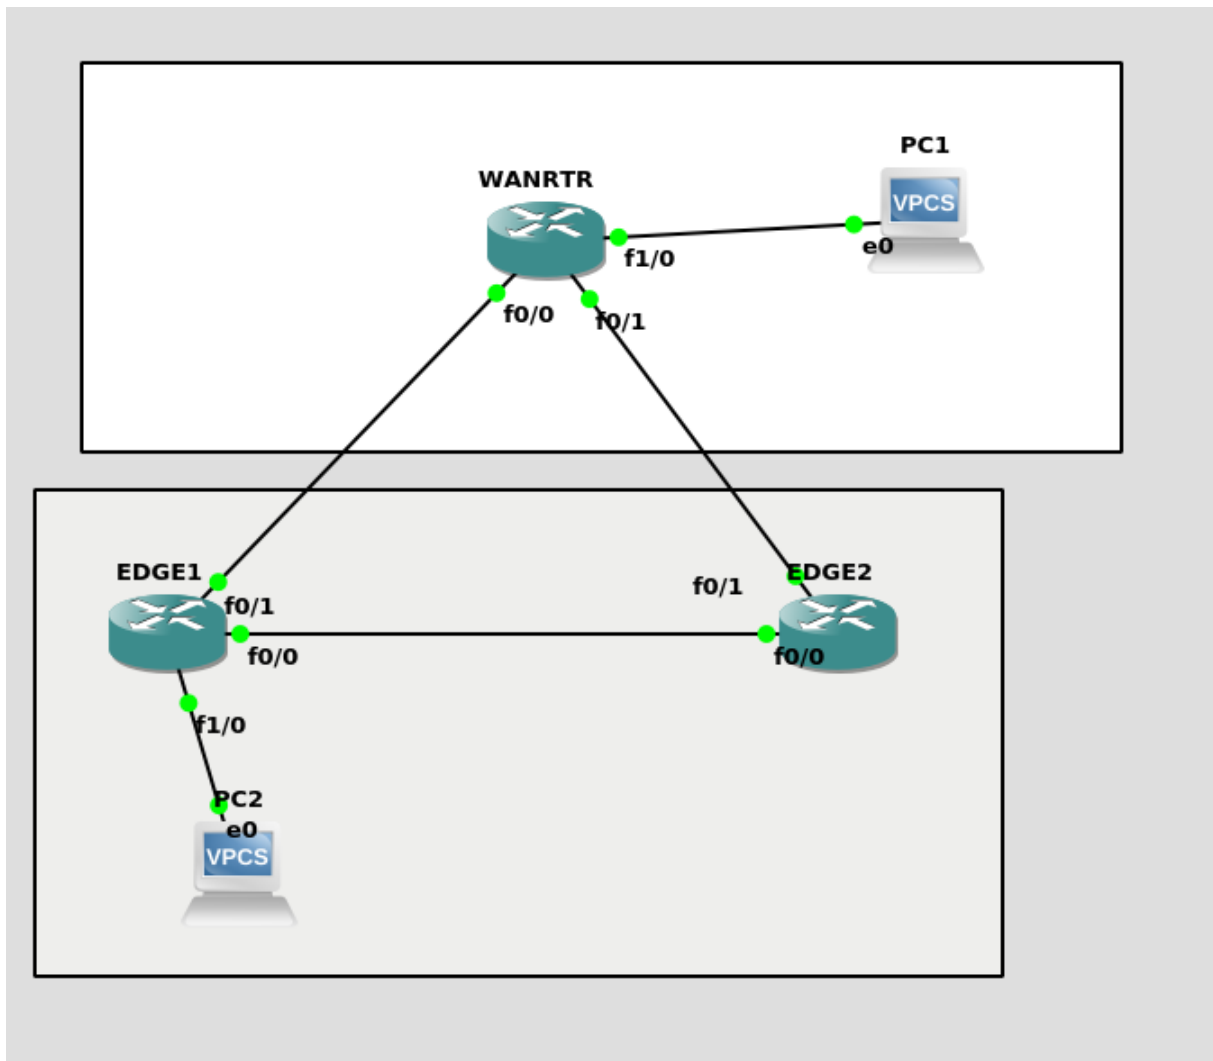 PC1
WANRTR
VPCS
f1/0
e0
f0/0
f0/1
EDGE1
f0/1
EDGE2
f0/1
f0/0
f0/0
f1/0
PC2
e0
VPCS